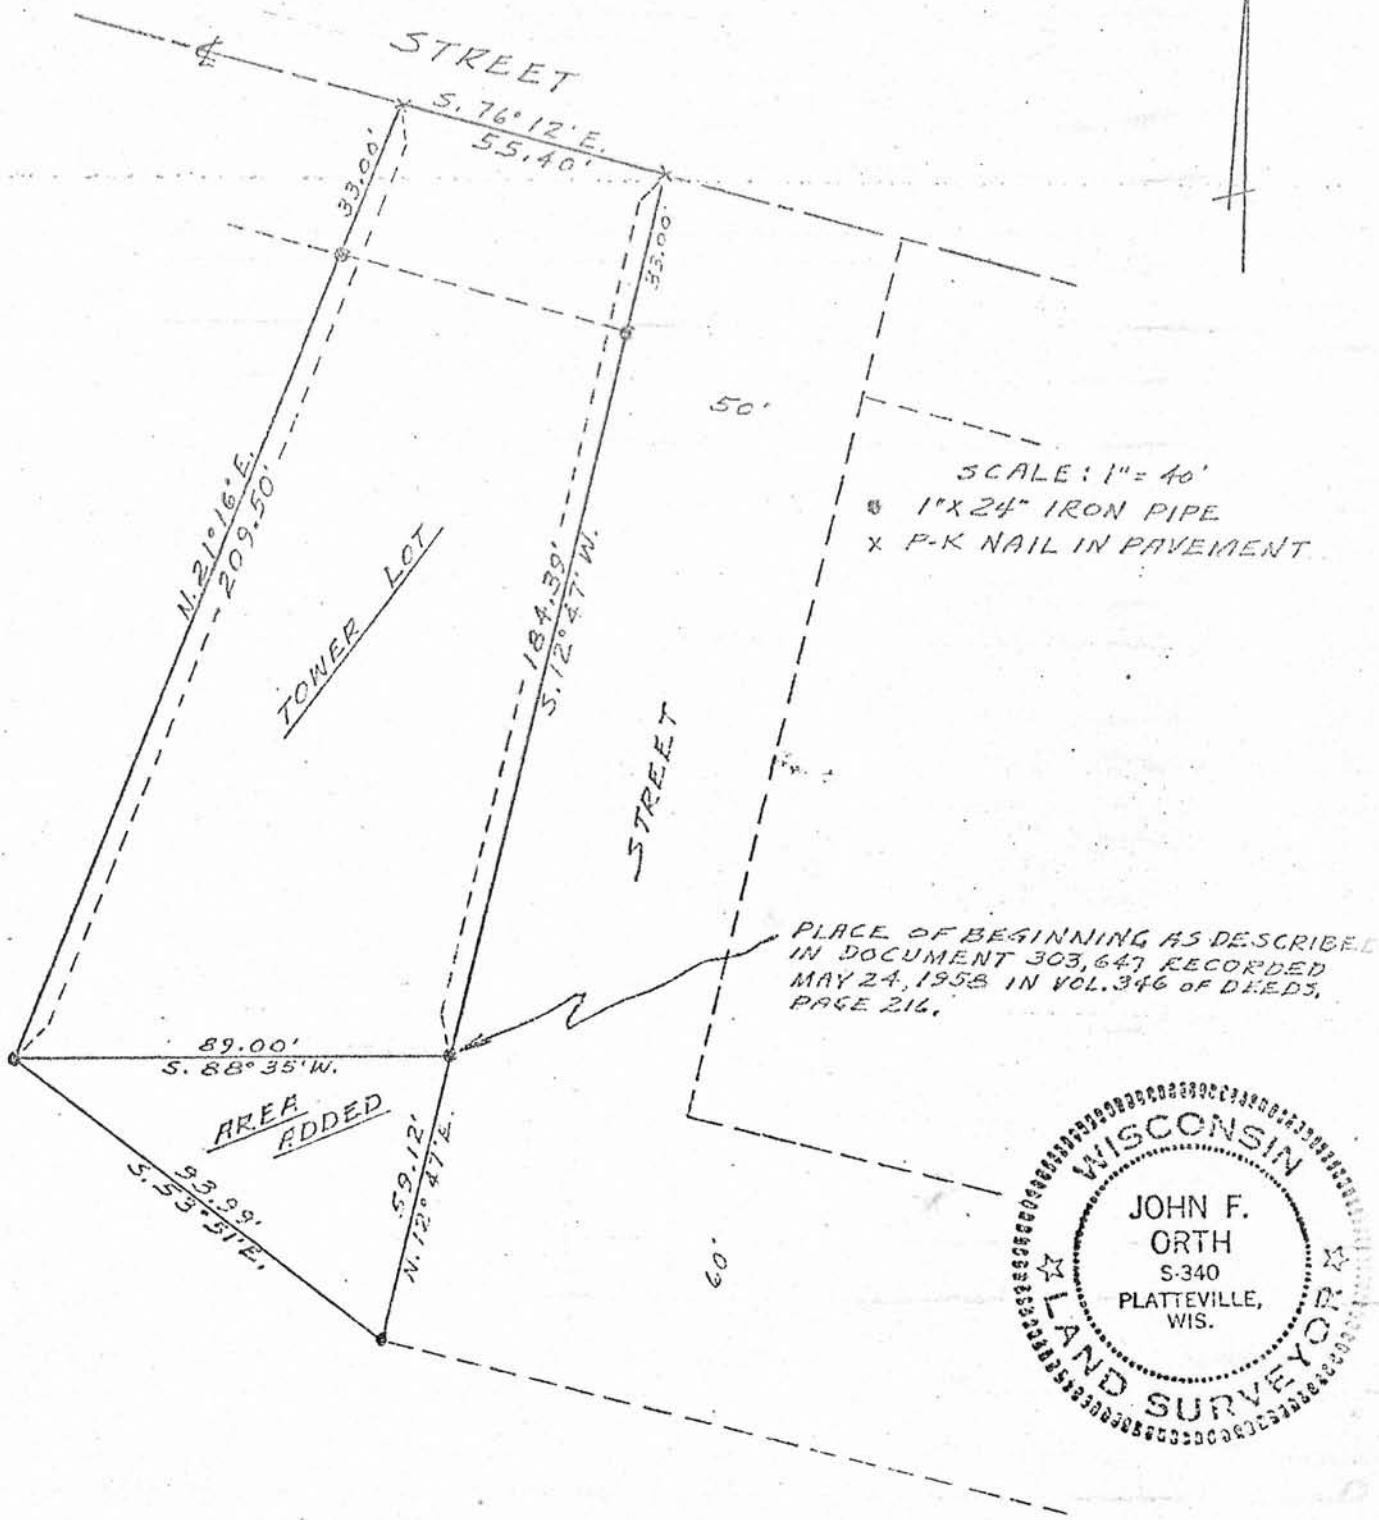 ℄
STREET
S. 76° 12' E.
55.40'
33.00'
33.00'
50'
SCALE: 1" = 40'
1" X 24" IRON PIPE
X P-K NAIL IN PAVEMENT
N. 21° 16' E.
209.50'
TOWER LOT
184.39'
S. 12° 47' W.
STREET
PLACE OF BEGINNING AS DESCRIBED
IN DOCUMENT 303,647 RECORDED
MAY 24, 1958 IN VOL. 346 OF DEEDS,
PAGE 216.
89.00'
S. 88° 35' W.
AREA
ADDED
93.99'
S. 53° 51' E.
59.12'
N. 12° 47' E.
60'
WISCONSIN
JOHN F.
ORTH
S-340
PLATTEVILLE,
WIS.
LAND SURVEYOR